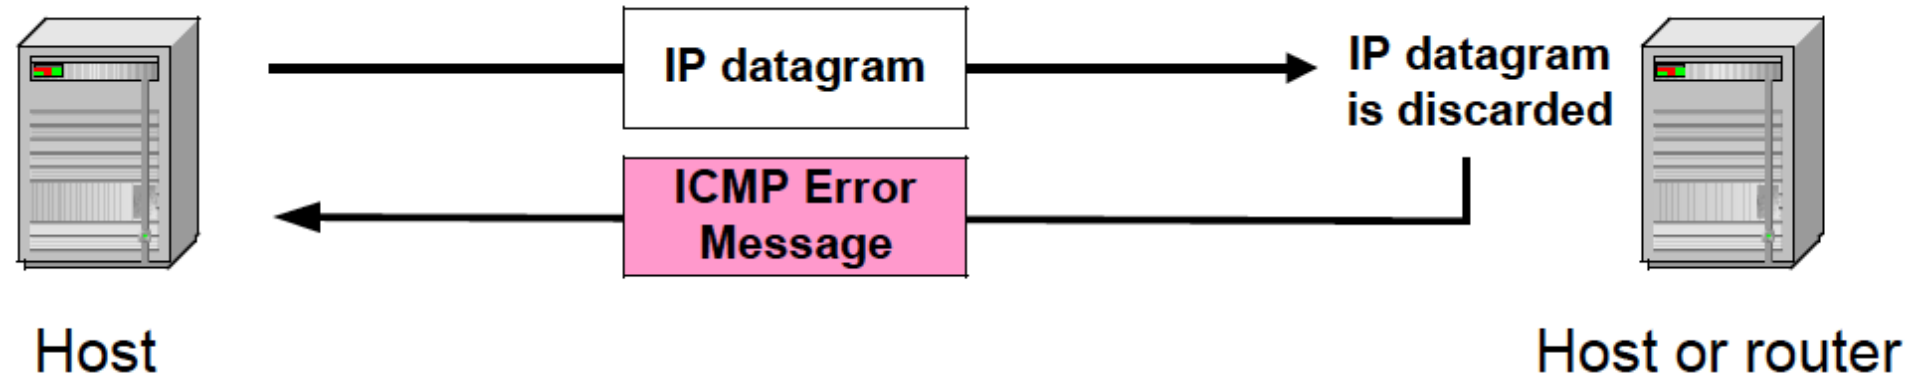 IP datagram
IP datagram
is discarded
ICMP Error
Message
Host
Host or router